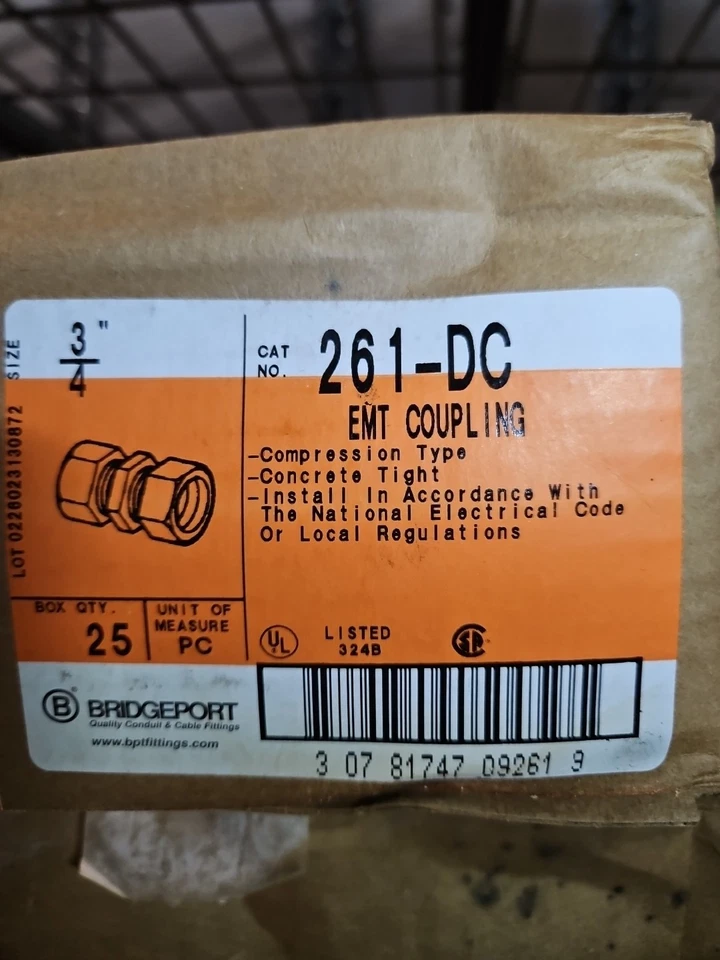 SIZE
3/4"
CAT NO. 261-DC
EMT COUPLING
-Compression Type
-Concrete Tight
-Install In Accordance With
The National Electrical Code
Or Local Regulations
LOT 0228023130872
BOX QTY.
25
UNIT OF
MEASURE
PC
UL
LISTED
324B
B BRIDGEPORT
Quality Conduit & Cable Fittings
www.bptfittings.com
3 07 81747 09261 9